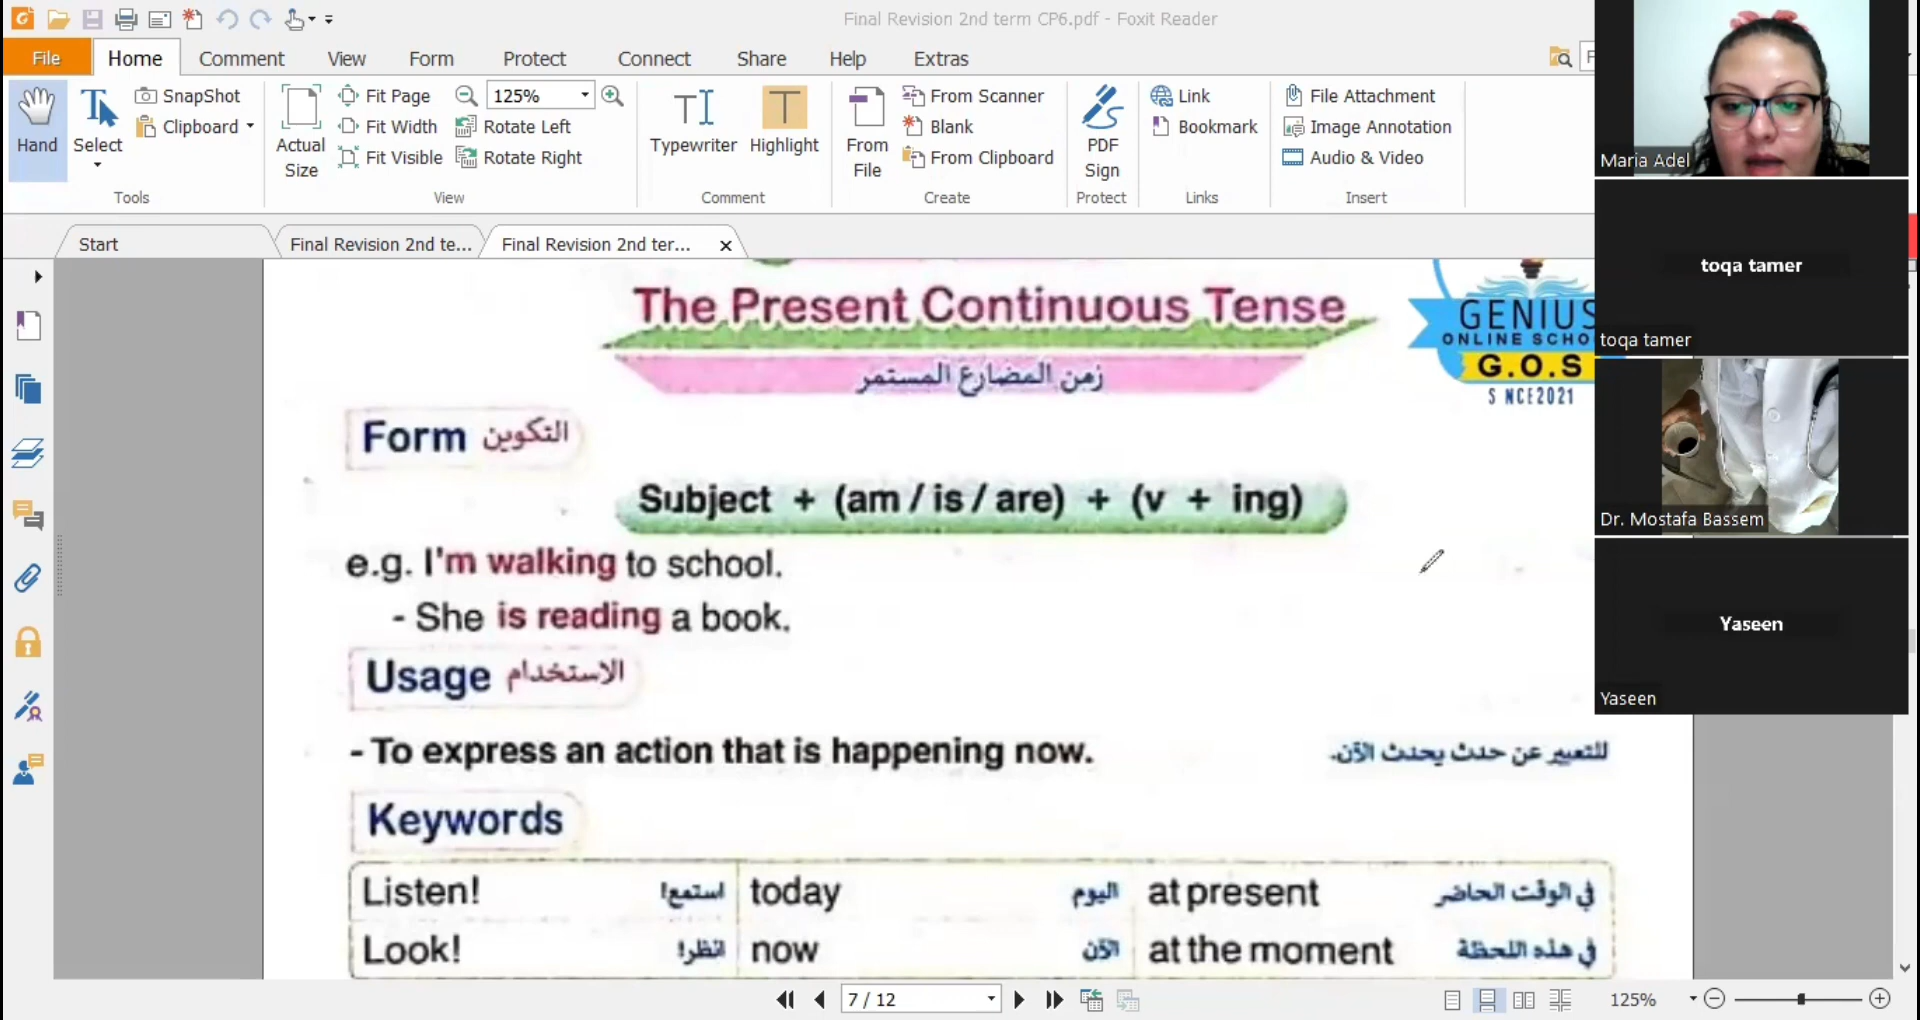 Final Revision 2nd term CP6.pdf - Foxit Reader
File Home Comment View Form Protect Connect Share Help Extras
Hand
Select
SnapShot
Clipboard
Tools
Actual Size
Fit Page
Fit Width
Fit Visible
125%
Rotate Left
Rotate Right
View
Typewriter
Highlight
Comment
From File
From Scanner
Blank
From Clipboard
Create
PDF Sign
Protect
Link
Bookmark
Links
File Attachment
Image Annotation
Audio & Video
Insert
Start
Final Revision 2nd te...
Final Revision 2nd ter...
The Present Continuous Tense
زمن المضارع المستمر
GENIUS
ONLINE SCHO
G.O.S
S NCE2021
Form التكوين
Subject + (am / is / are) + (v + ing)
e.g. I'm walking to school.
- She is reading a book.
Usage الاستخدام
- To express an action that is happening now. للتعبير عن حدث يحدث الآن.
Keywords
Listen! استمع! today اليوم at present في الوقت الحاضر
Look! انظر! now الآن at the moment في هذه اللحظة
7 / 12
125%
Maria Adel
toqa tamer
toqa tamer
Dr. Mostafa Bassem
Yaseen
Yaseen